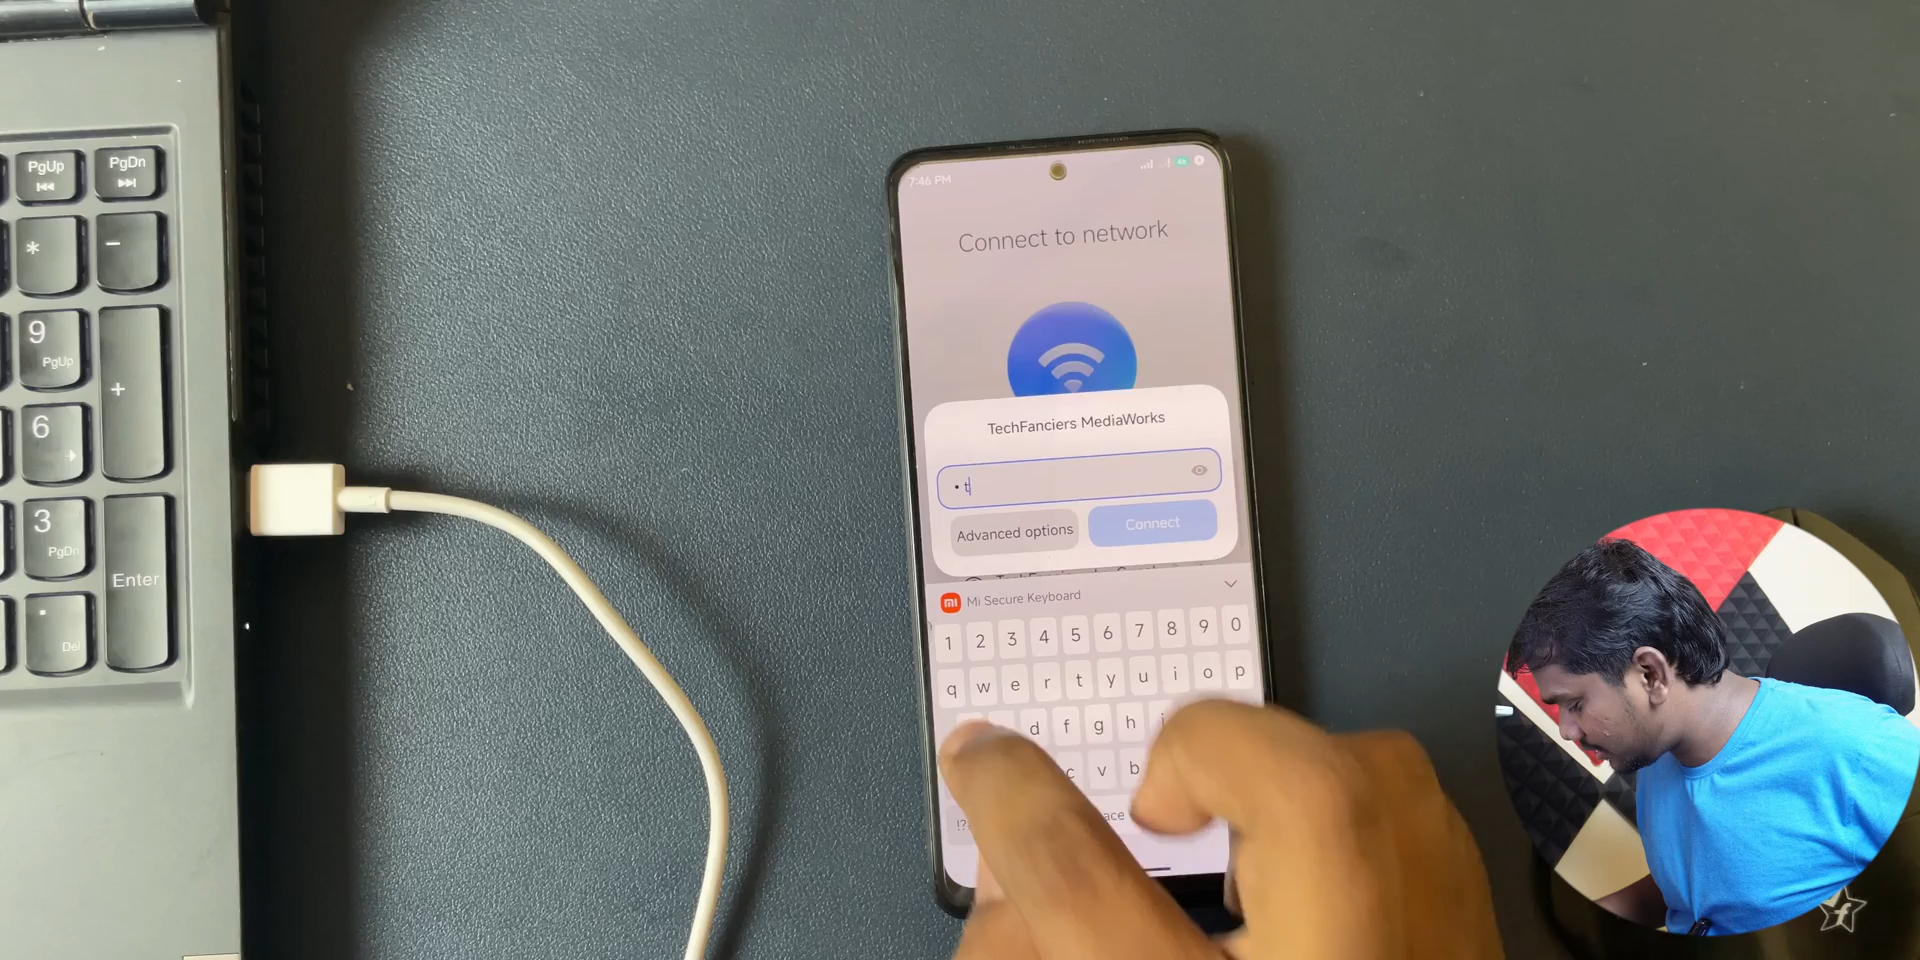 PgUp
PgDn
*
-
9
PgUp
+
6
3
PgDn
Enter
.
Del
7:46 PM
Connect to network
TechFanciers MediaWorks
• t
Advanced options
Connect
mi Mi Secure Keyboard
1 2 3 4 5 6 7 8 9 0
q w e r t y u i o p
d f g h j
c v b
!?
f